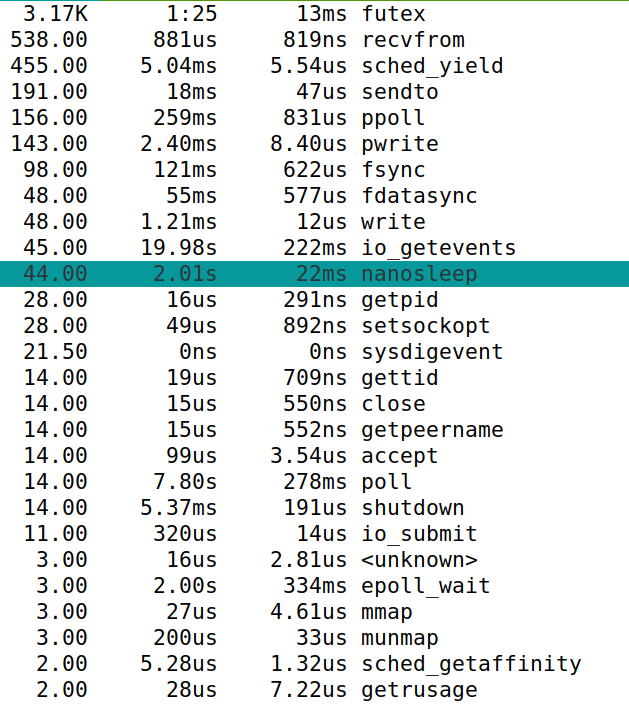 3.17K 1:25 13ms futex
538.00 881us 819ns recvfrom
455.00 5.04ms 5.54us sched_yield
191.00 18ms 47us sendto
156.00 259ms 831us ppoll
143.00 2.40ms 8.40us pwrite
98.00 121ms 622us fsync
48.00 55ms 577us fdatasync
48.00 1.21ms 12us write
45.00 19.98s 222ms io_getevents
44.00 2.01s 22ms nanosleep
28.00 16us 291ns getpid
28.00 49us 892ns setsockopt
21.50 0ns 0ns sysdigevent
14.00 19us 709ns gettid
14.00 15us 550ns close
14.00 15us 552ns getpeername
14.00 99us 3.54us accept
14.00 7.80s 278ms poll
14.00 5.37ms 191us shutdown
11.00 320us 14us io_submit
3.00 16us 2.81us <unknown>
3.00 2.00s 334ms epoll_wait
3.00 27us 4.61us mmap
3.00 200us 33us munmap
2.00 5.28us 1.32us sched_getaffinity
2.00 28us 7.22us getrusage